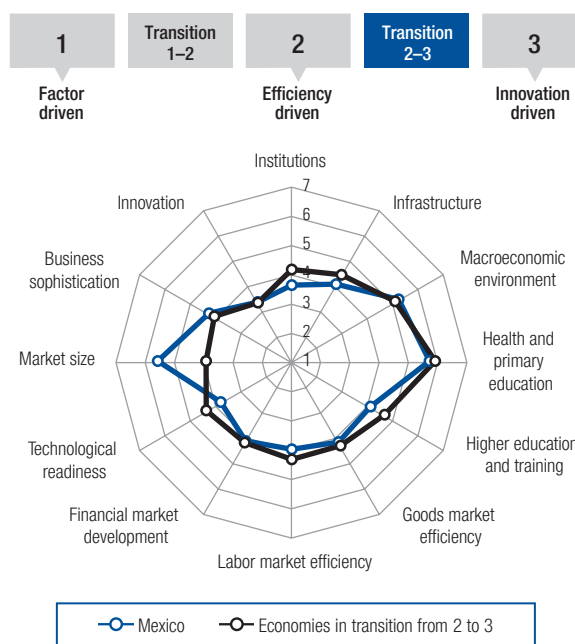 1
Transition
1–2
2
Transition
2–3
3
Factor
driven
Efficiency
driven
Innovation
driven
Institutions
7
Innovation
Infrastructure
6
5
Business
sophistication
Macroeconomic
environment
4
3
2
Market size
1
Health and
primary
education
Technological
readiness
Higher education
and training
Financial market
development
Goods market
efficiency
Labor market efficiency
Mexico
Economies in transition from 2 to 3